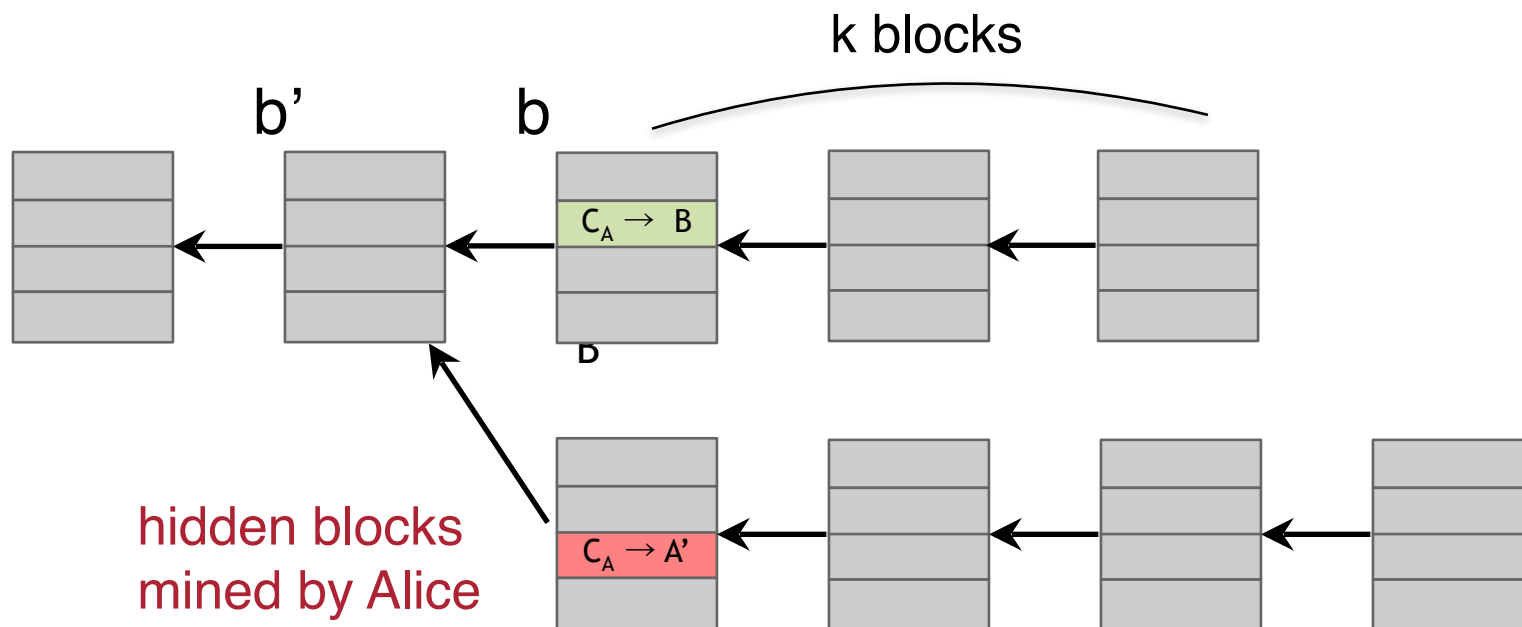 k blocks
b’ b
C_A → B
B
hidden blocks
mined by Alice
C_A → A’